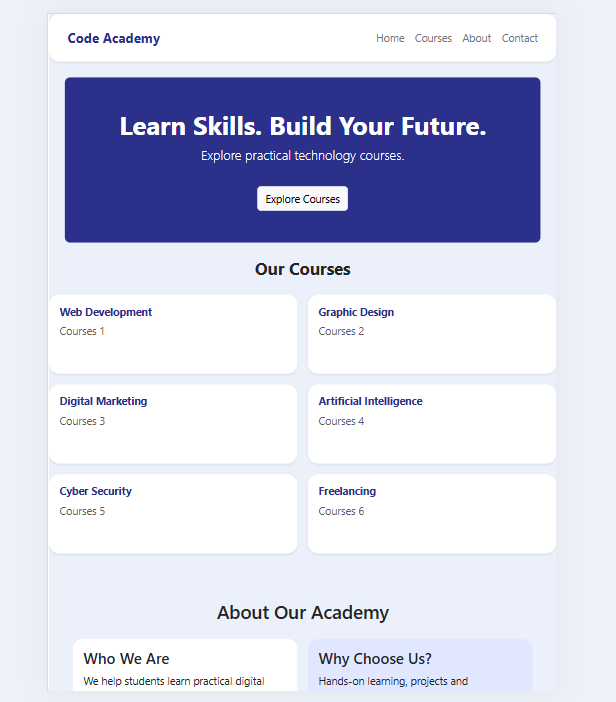 Code Academy
Home Courses About Contact
Learn Skills. Build Your Future.
Explore practical technology courses.
Explore Courses
Our Courses
Web Development
Courses 1
Graphic Design
Courses 2
Digital Marketing
Courses 3
Artificial Intelligence
Courses 4
Cyber Security
Courses 5
Freelancing
Courses 6
About Our Academy
Who We Are
We help students learn practical digital
Why Choose Us?
Hands-on learning, projects and